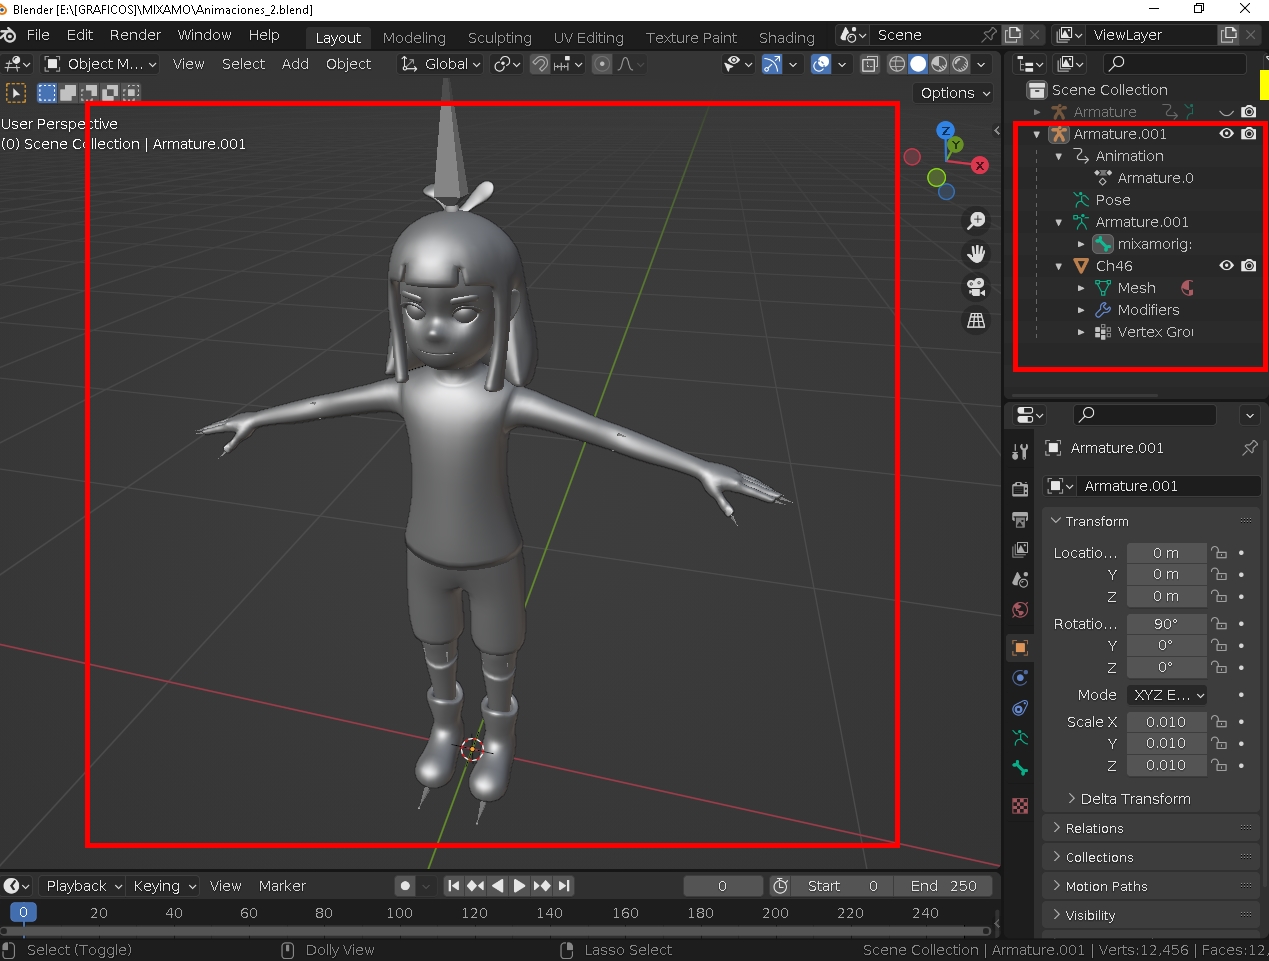 Blender [E:\[GRAFICOS]\MIXAMO\Animaciones_2.blend]
File Edit Render Window Help Layout Modeling Sculpting UV Editing Texture Paint Shading Scene ViewLayer
Object M... View Select Add Object Global
Options
User Perspective
(0) Scene Collection | Armature.001
Z
Y
X
Scene Collection
Armature
Armature.001
Animation
Armature.0
Pose
Armature.001
mixamorig:
Ch46
Mesh
Modifiers
Vertex Gro
Armature.001
Armature.001
Transform
Locatio... 0 m
Y 0 m
Z 0 m
Rotatio... 90°
Y 0°
Z 0°
Mode XYZ E...
Scale X 0.010
Y 0.010
Z 0.010
Delta Transform
Relations
Collections
Motion Paths
Visibility
Playback Keying View Marker 0 Start 0 End 250
0 20 40 60 80 100 120 140 160 180 200 220 240
Select (Toggle) Dolly View Lasso Select Scene Collection | Armature.001 | Verts:12,456 | Faces:12,